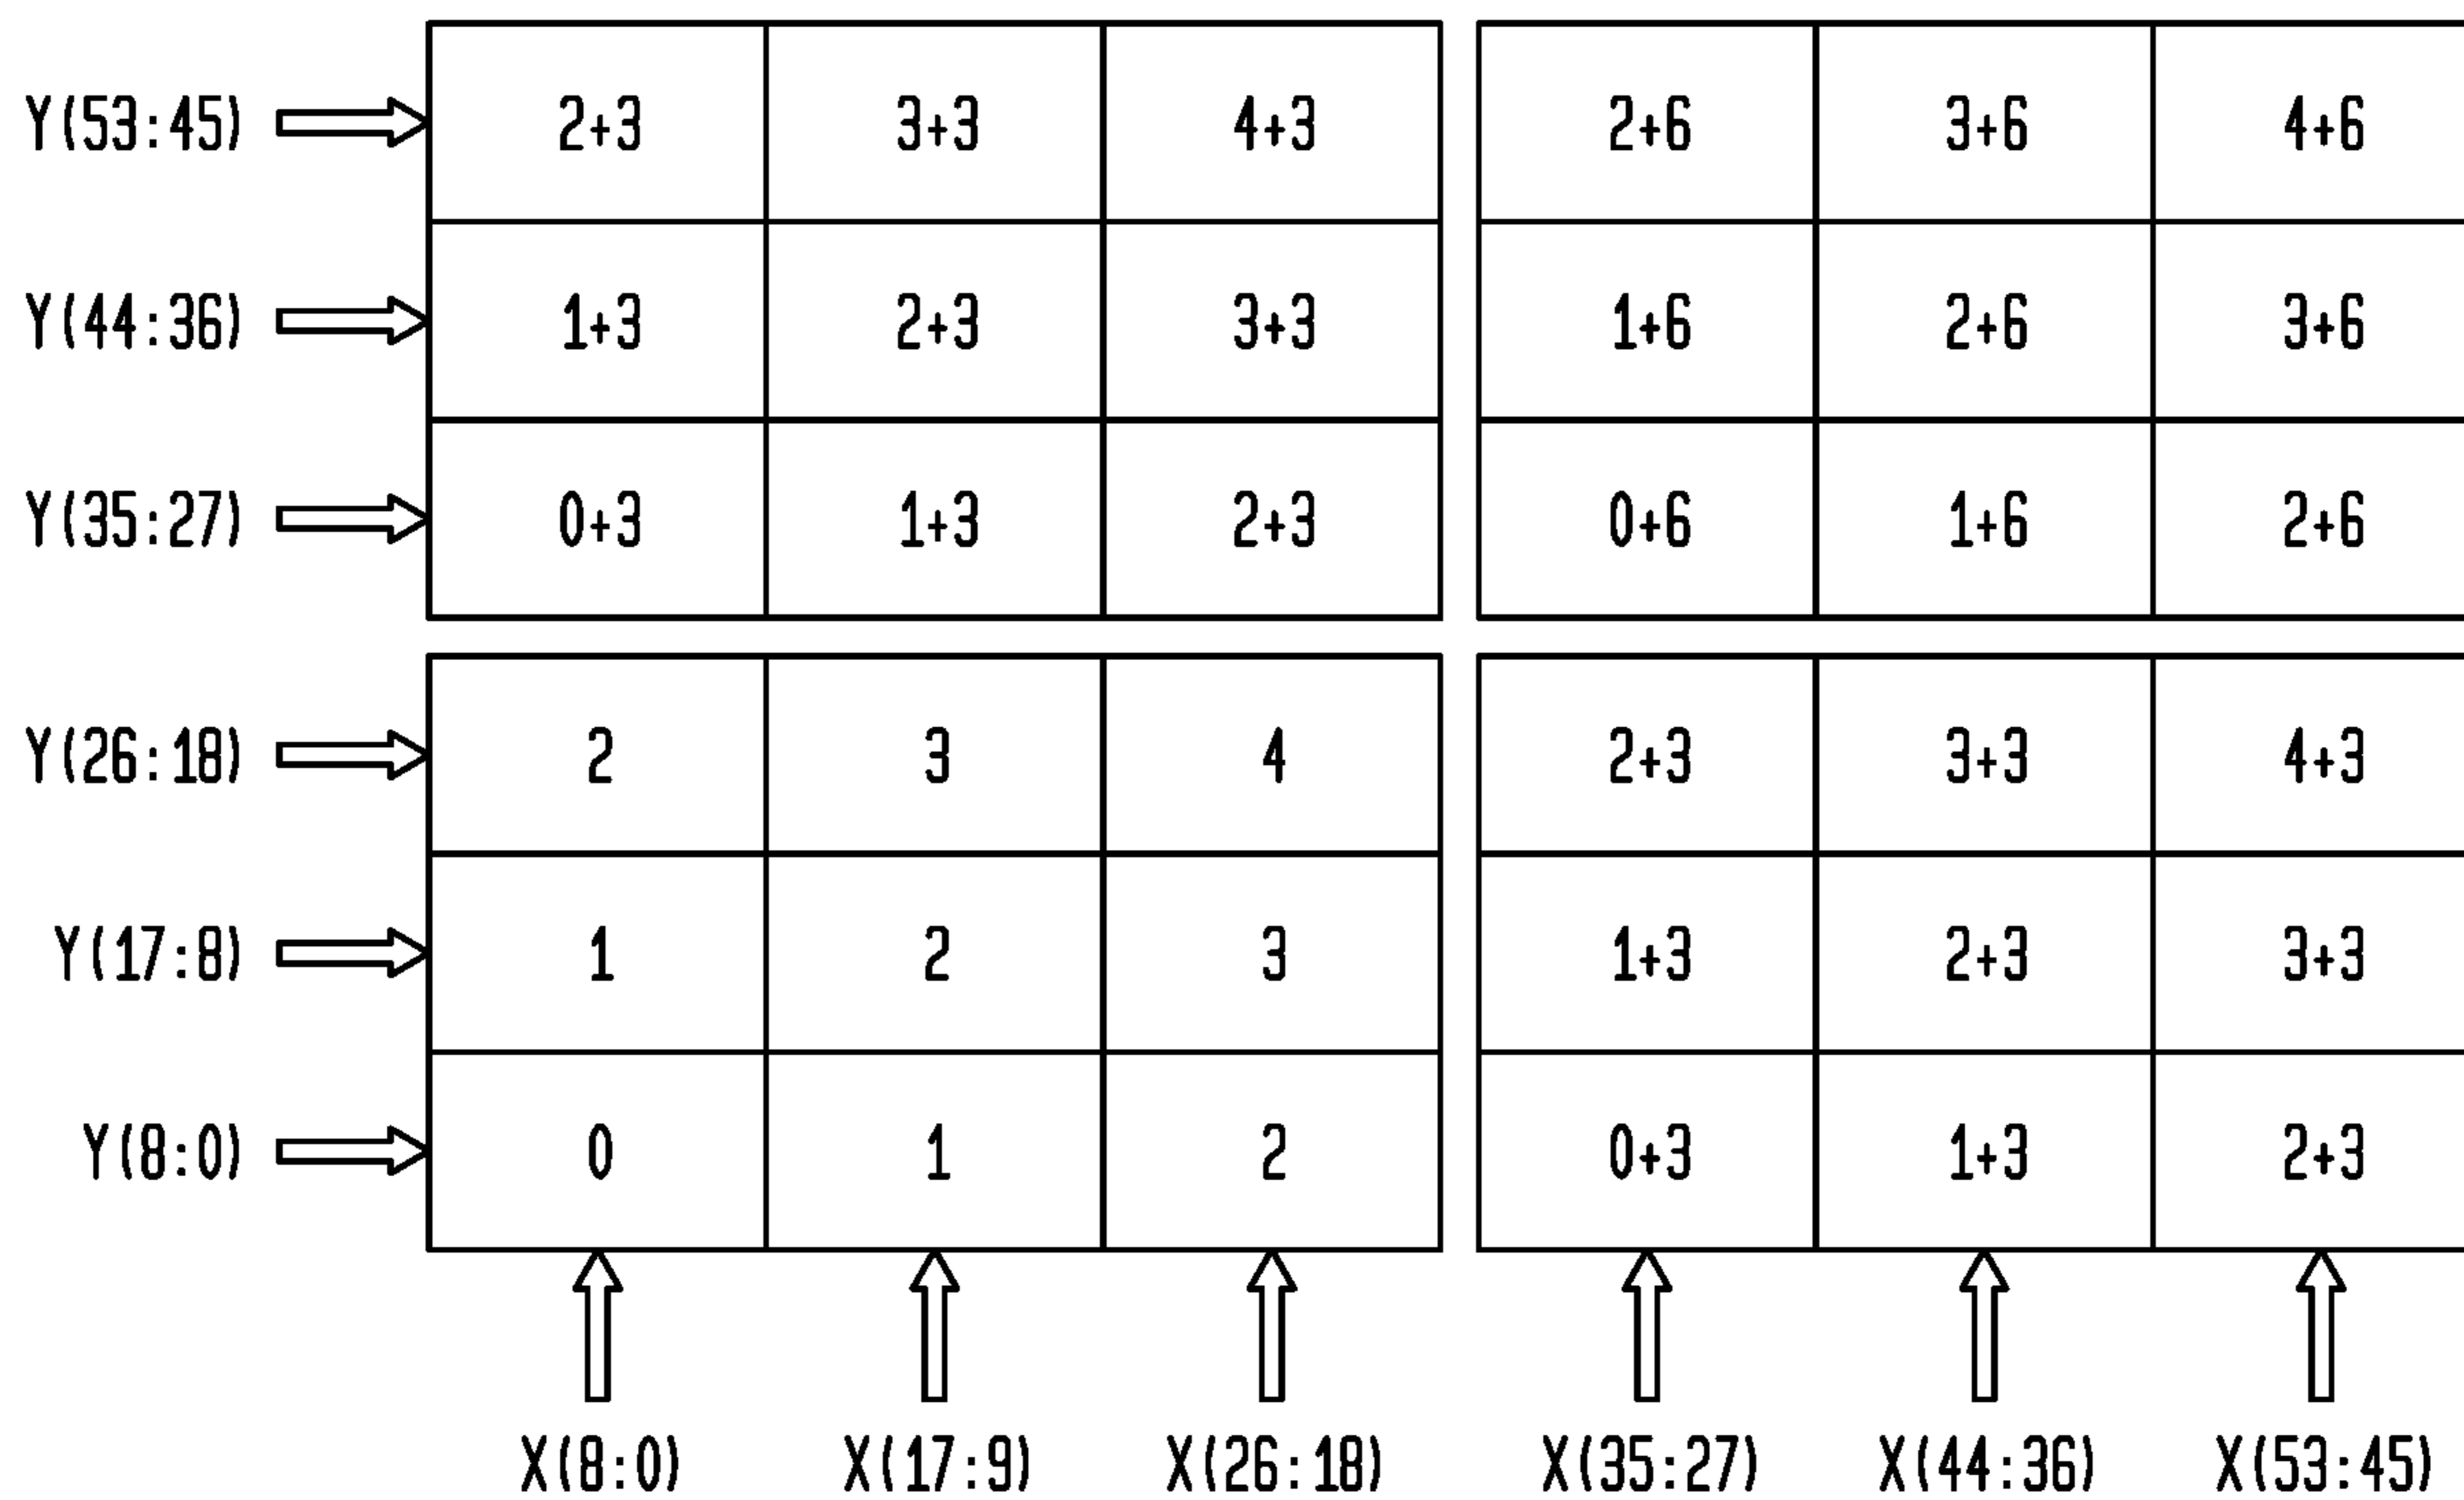 Y(53:45) 2+3 3+3 4+3 2+6 3+6 4+6
Y(44:36) 1+3 2+3 3+3 1+6 2+6 3+6
Y(35:27) 0+3 1+3 2+3 0+6 1+6 2+6
Y(26:18) 2 3 4 2+3 3+3 4+3
Y(17:8) 1 2 3 1+3 2+3 3+3
Y(8:0) 0 1 2 0+3 1+3 2+3
X(8:0) X(17:9) X(26:18) X(35:27) X(44:36) X(53:45)